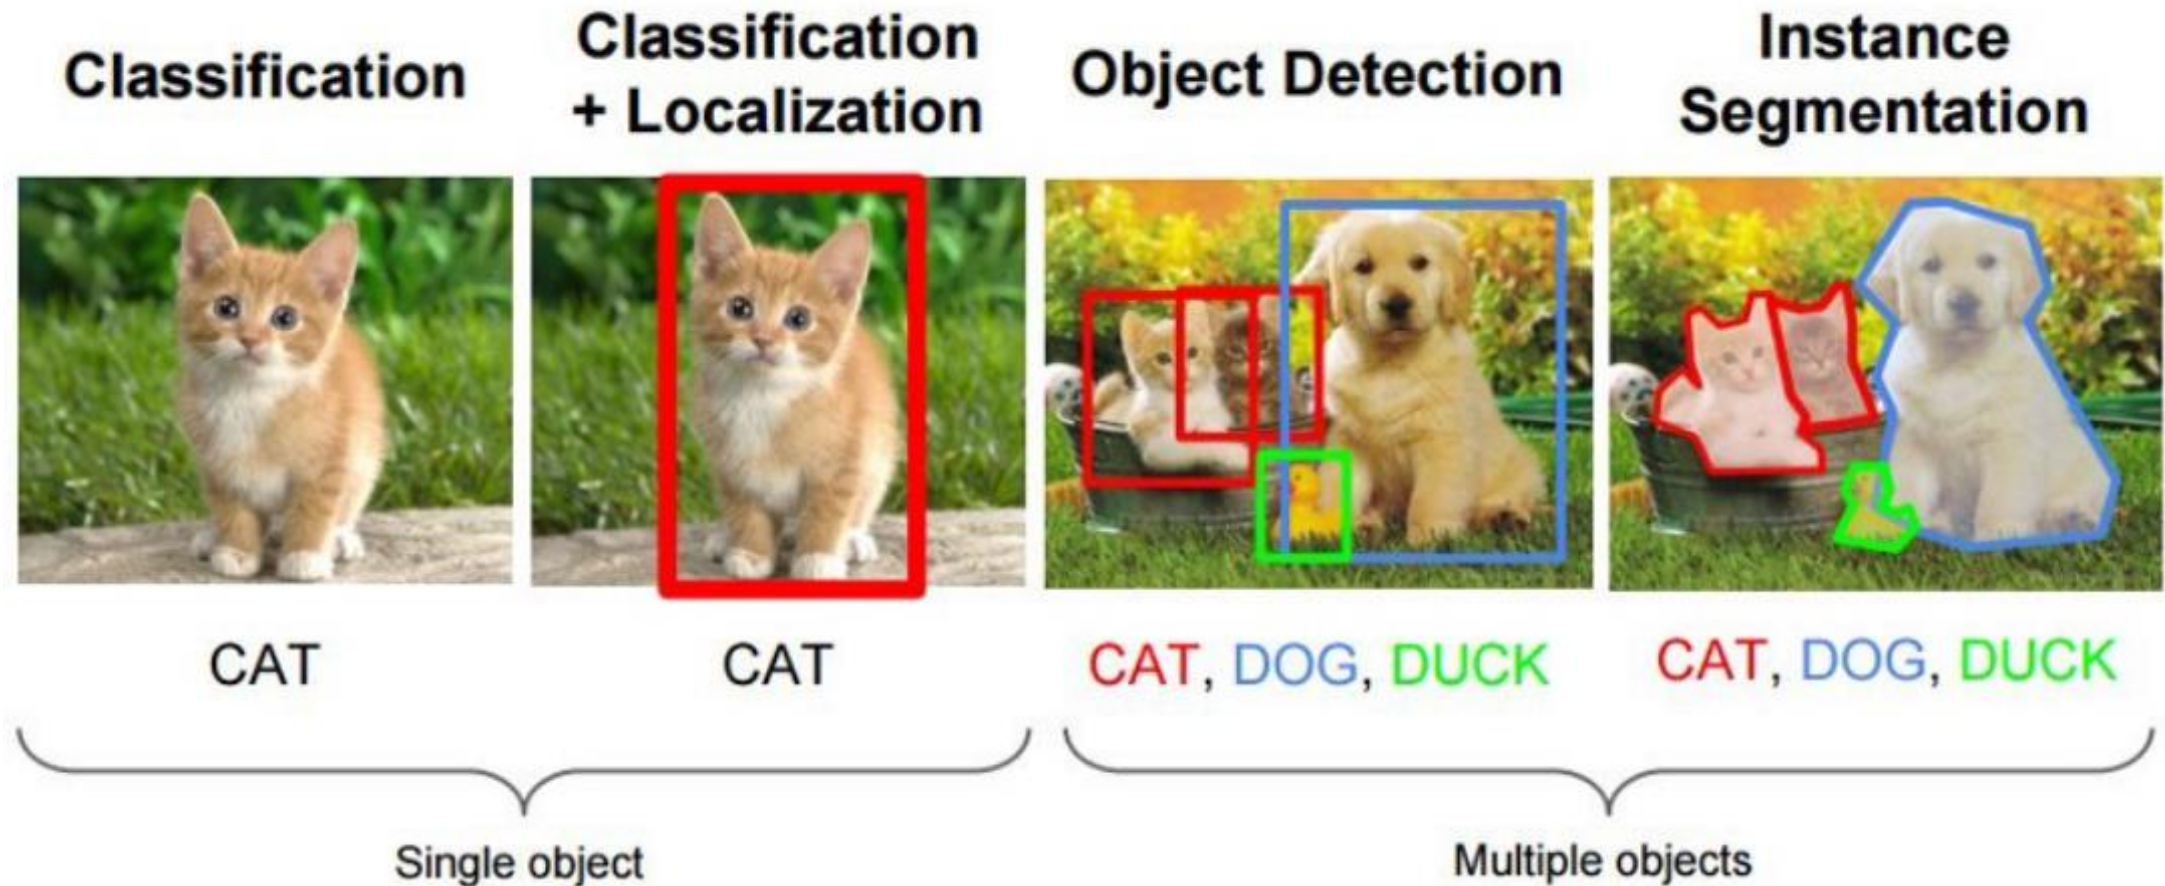 Classification
Classification
+ Localization
Object Detection
Instance
Segmentation
CAT
CAT
CAT, DOG, DUCK
CAT, DOG, DUCK
Single object
Multiple objects